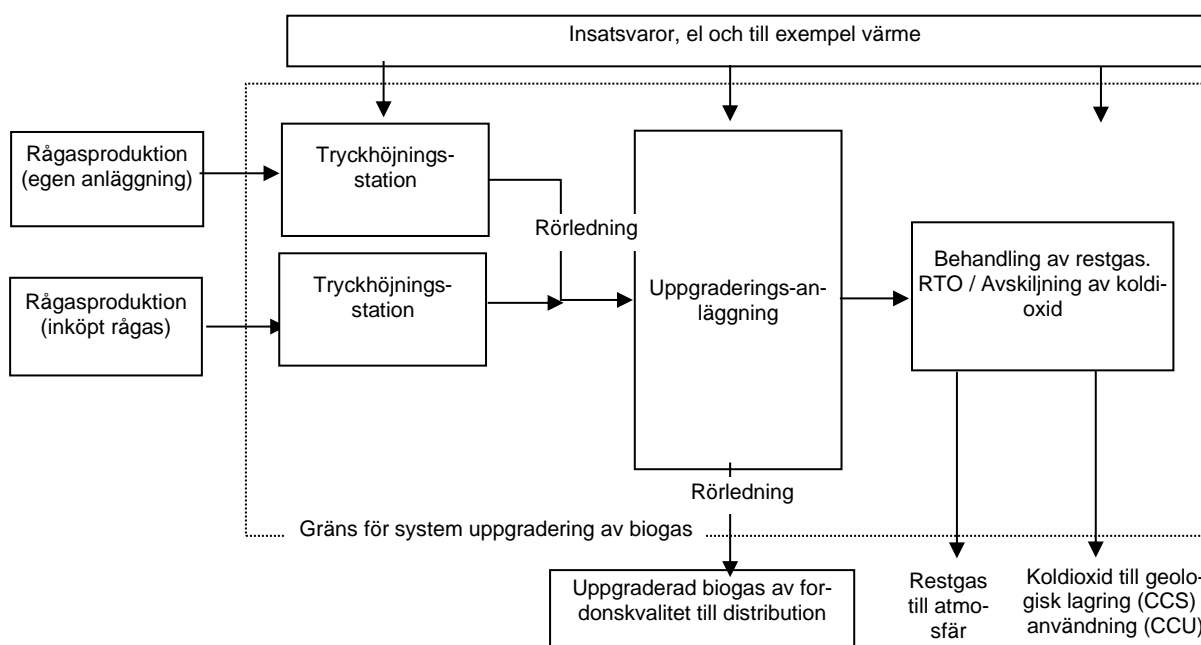 Insatsvaror, el och till exempel värme
Rågasproduktion
(egen anläggning)
Tryckhöjnings-
station
Rörledning
Rågasproduktion
(inköpt rågas)
Tryckhöjnings-
station
Uppgraderings-an-
läggning
Behandling av restgas.
RTO / Avskiljning av koldi-
oxid
Rörledning
Gräns för system uppgradering av biogas
Uppgraderad biogas av for-
donskvalitet till distribution
Restgas
till atmo-
sfär
Koldioxid till geolo-
gisk lagring (CCS)
användning (CCU)